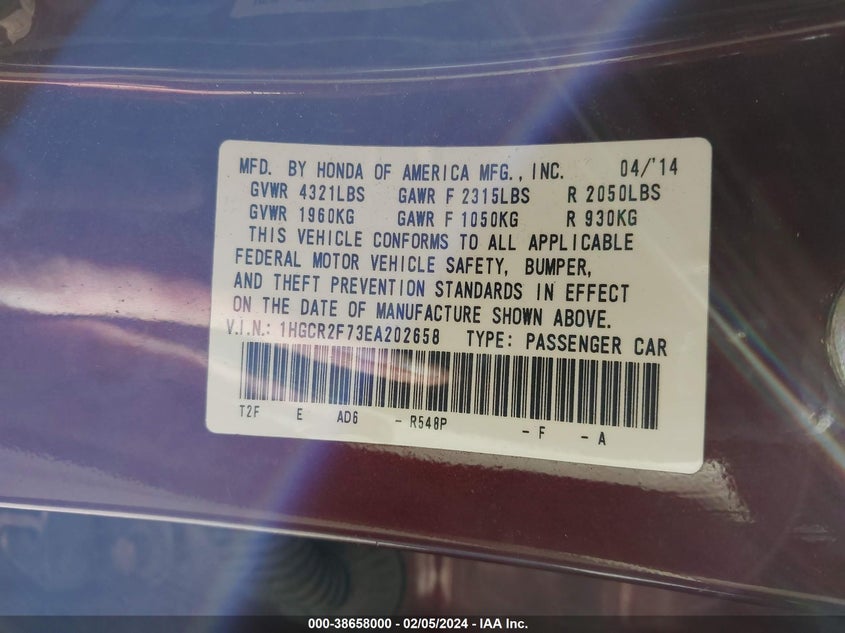 MFD. BY HONDA OF AMERICA MFG., INC. 04/'14
GVWR 4321LBS GAWR F 2315LBS R 2050LBS
GVWR 1960KG GAWR F 1050KG R 930KG
THIS VEHICLE CONFORMS TO ALL APPLICABLE
FEDERAL MOTOR VEHICLE SAFETY, BUMPER,
AND THEFT PREVENTION STANDARDS IN EFFECT
ON THE DATE OF MANUFACTURE SHOWN ABOVE.
V.I.N.: 1HGCR2F73EA202658 TYPE: PASSENGER CAR
T2F E AD6 - R548P - F - A
000-38658000 - 02/05/2024 - IAA Inc.